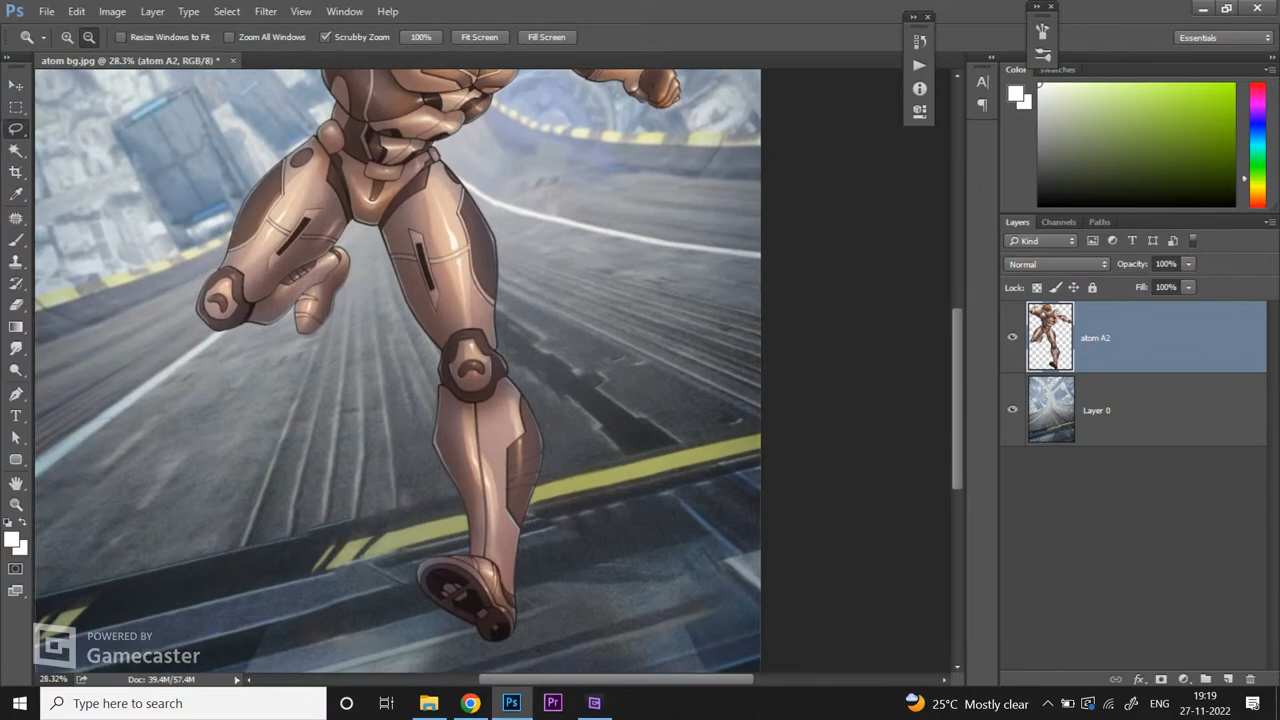 Ps File Edit Image Layer Type Select Filter View Window Help
Resize Windows to Fit Zoom All Windows Scrubby Zoom 100% Fit Screen Fill Screen Essentials
atom bg.jpg @ 28.3% (atom A2, RGB/8) *
Color Swatches
Layers Channels Paths
Kind
Normal Opacity: 100%
Lock: Fill: 100%
atom A2
Layer 0
POWERED BY
Gamecaster
28.32% Doc: 39.4M/57.4M
Type here to search
Ps Pr
25°C Mostly clear
ENG
19:19
27-11-2022